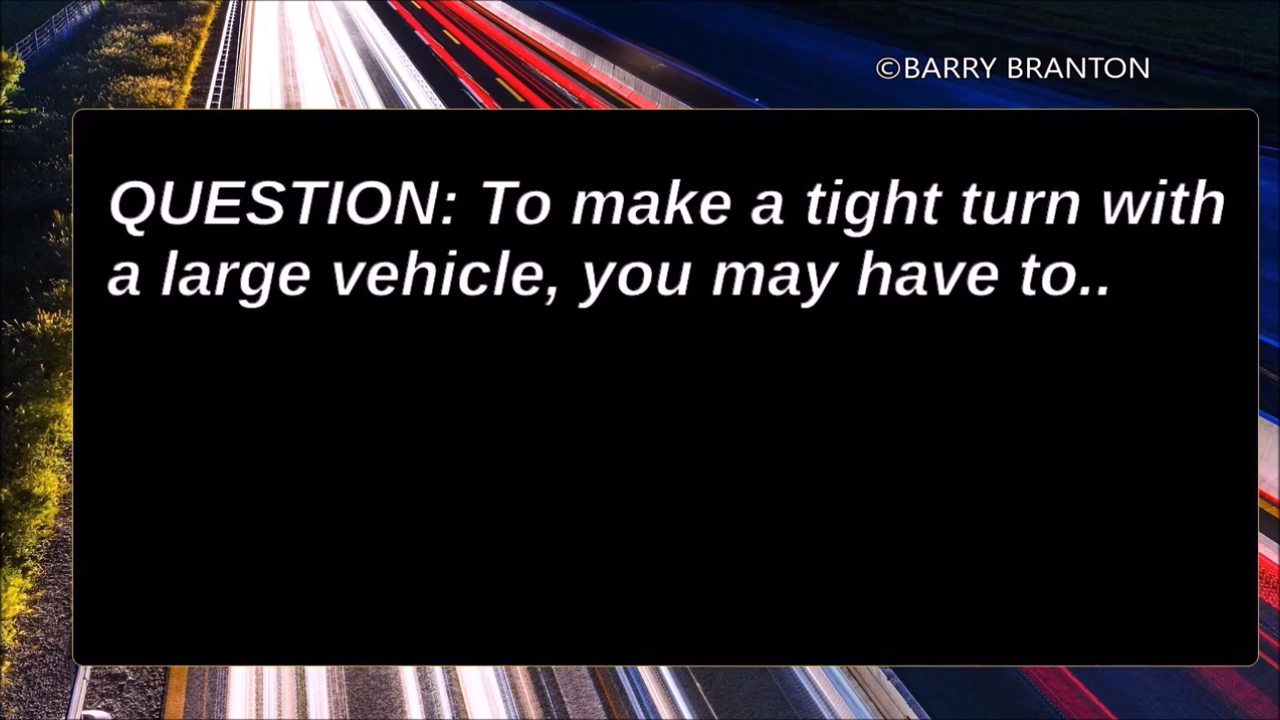 ©BARRY BRANTON
QUESTION: To make a tight turn with
a large vehicle, you may have to..